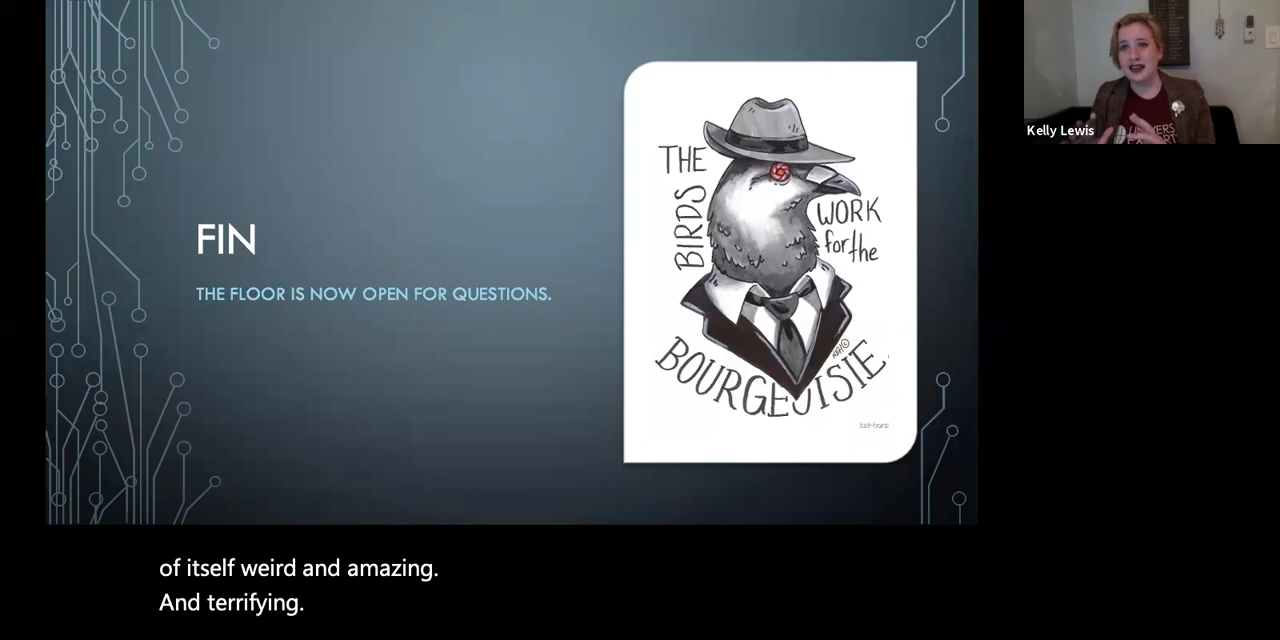 FIN
THE FLOOR IS NOW OPEN FOR QUESTIONS.
THE
BIRDS
WORK
for the
BOURGEOISIE
Kelly Lewis
of itself weird and amazing.
And terrifying.